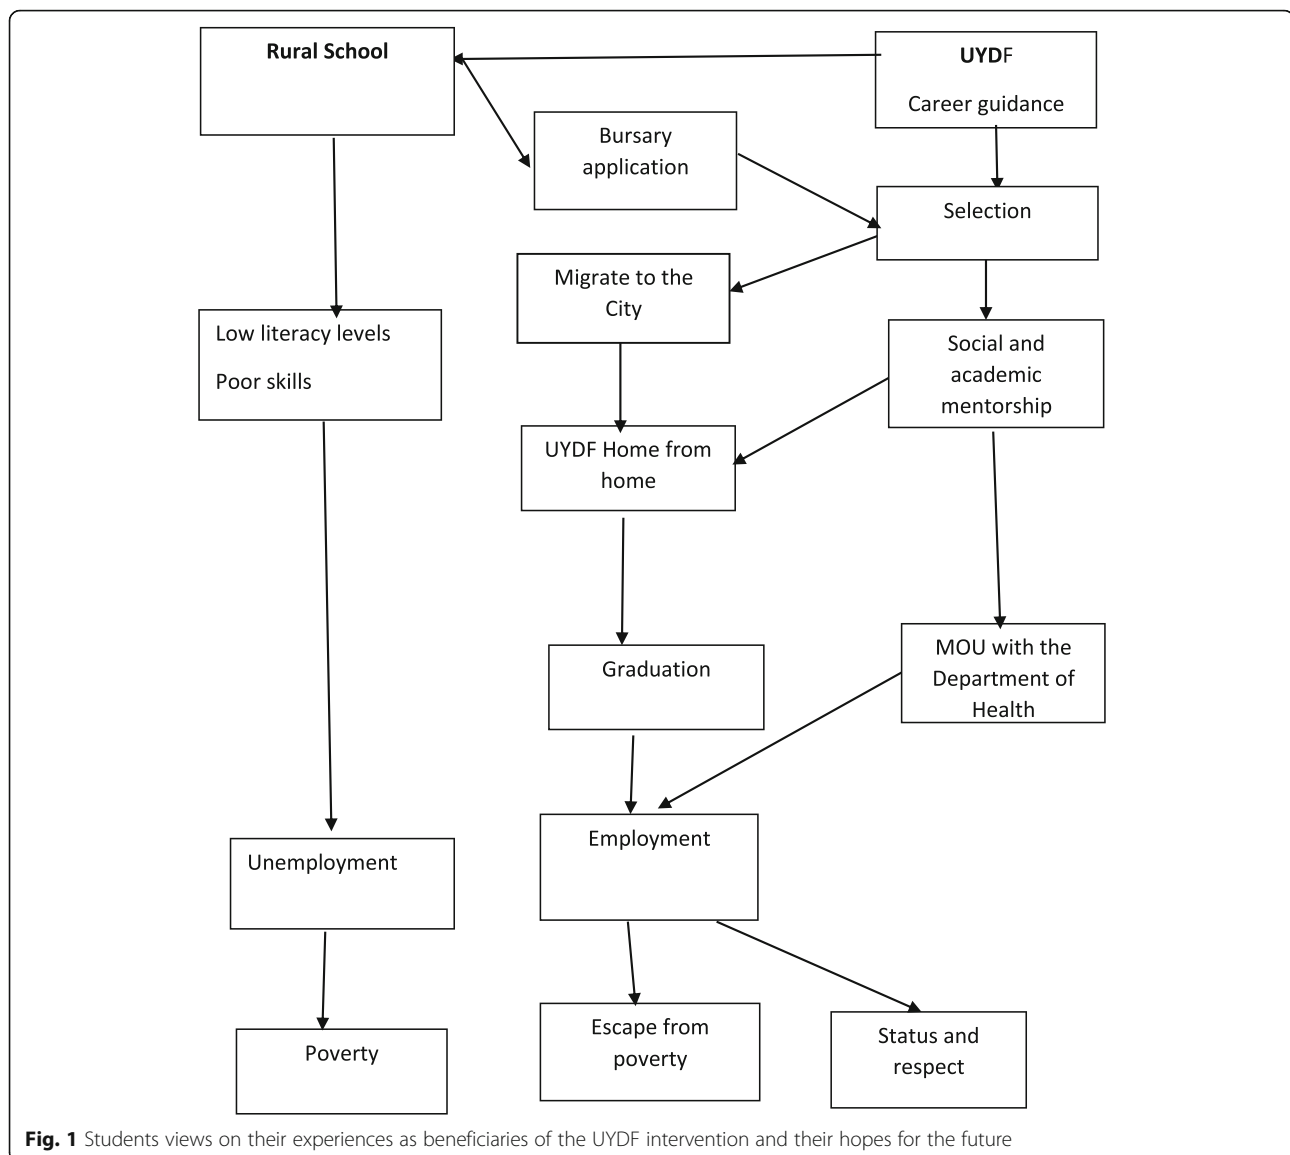 Rural School
UYDF
Career guidance
Bursary
application
Selection
Migrate to the
City
Low literacy levels
Poor skills
Social and
academic
mentorship
UYDF Home from
home
Graduation
MOU with the
Department of
Health
Employment
Unemployment
Escape from
poverty
Status and
respect
Poverty
Fig. 1 Students views on their experiences as beneficiaries of the UYDF intervention and their hopes for the future